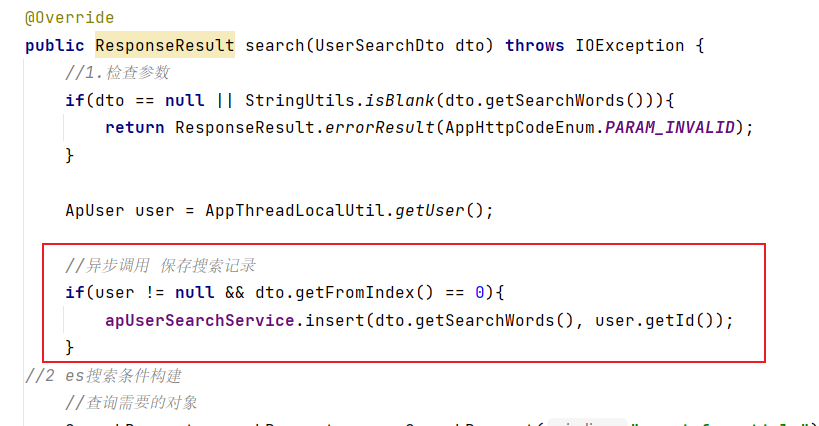 @Override
public ResponseResult search(UserSearchDto dto) throws IOException {
//1.检查参数
if(dto == null || StringUtils.isBlank(dto.getSearchWords())){
return ResponseResult.errorResult(AppHttpCodeEnum.PARAM_INVALID);
}
ApUser user = AppThreadLocalUtil.getUser();
//异步调用 保存搜索记录
if(user != null && dto.getFromIndex() == 0){
apUserSearchService.insert(dto.getSearchWords(), user.getId());
}
//2 es搜索条件构建
//查询需要的对象